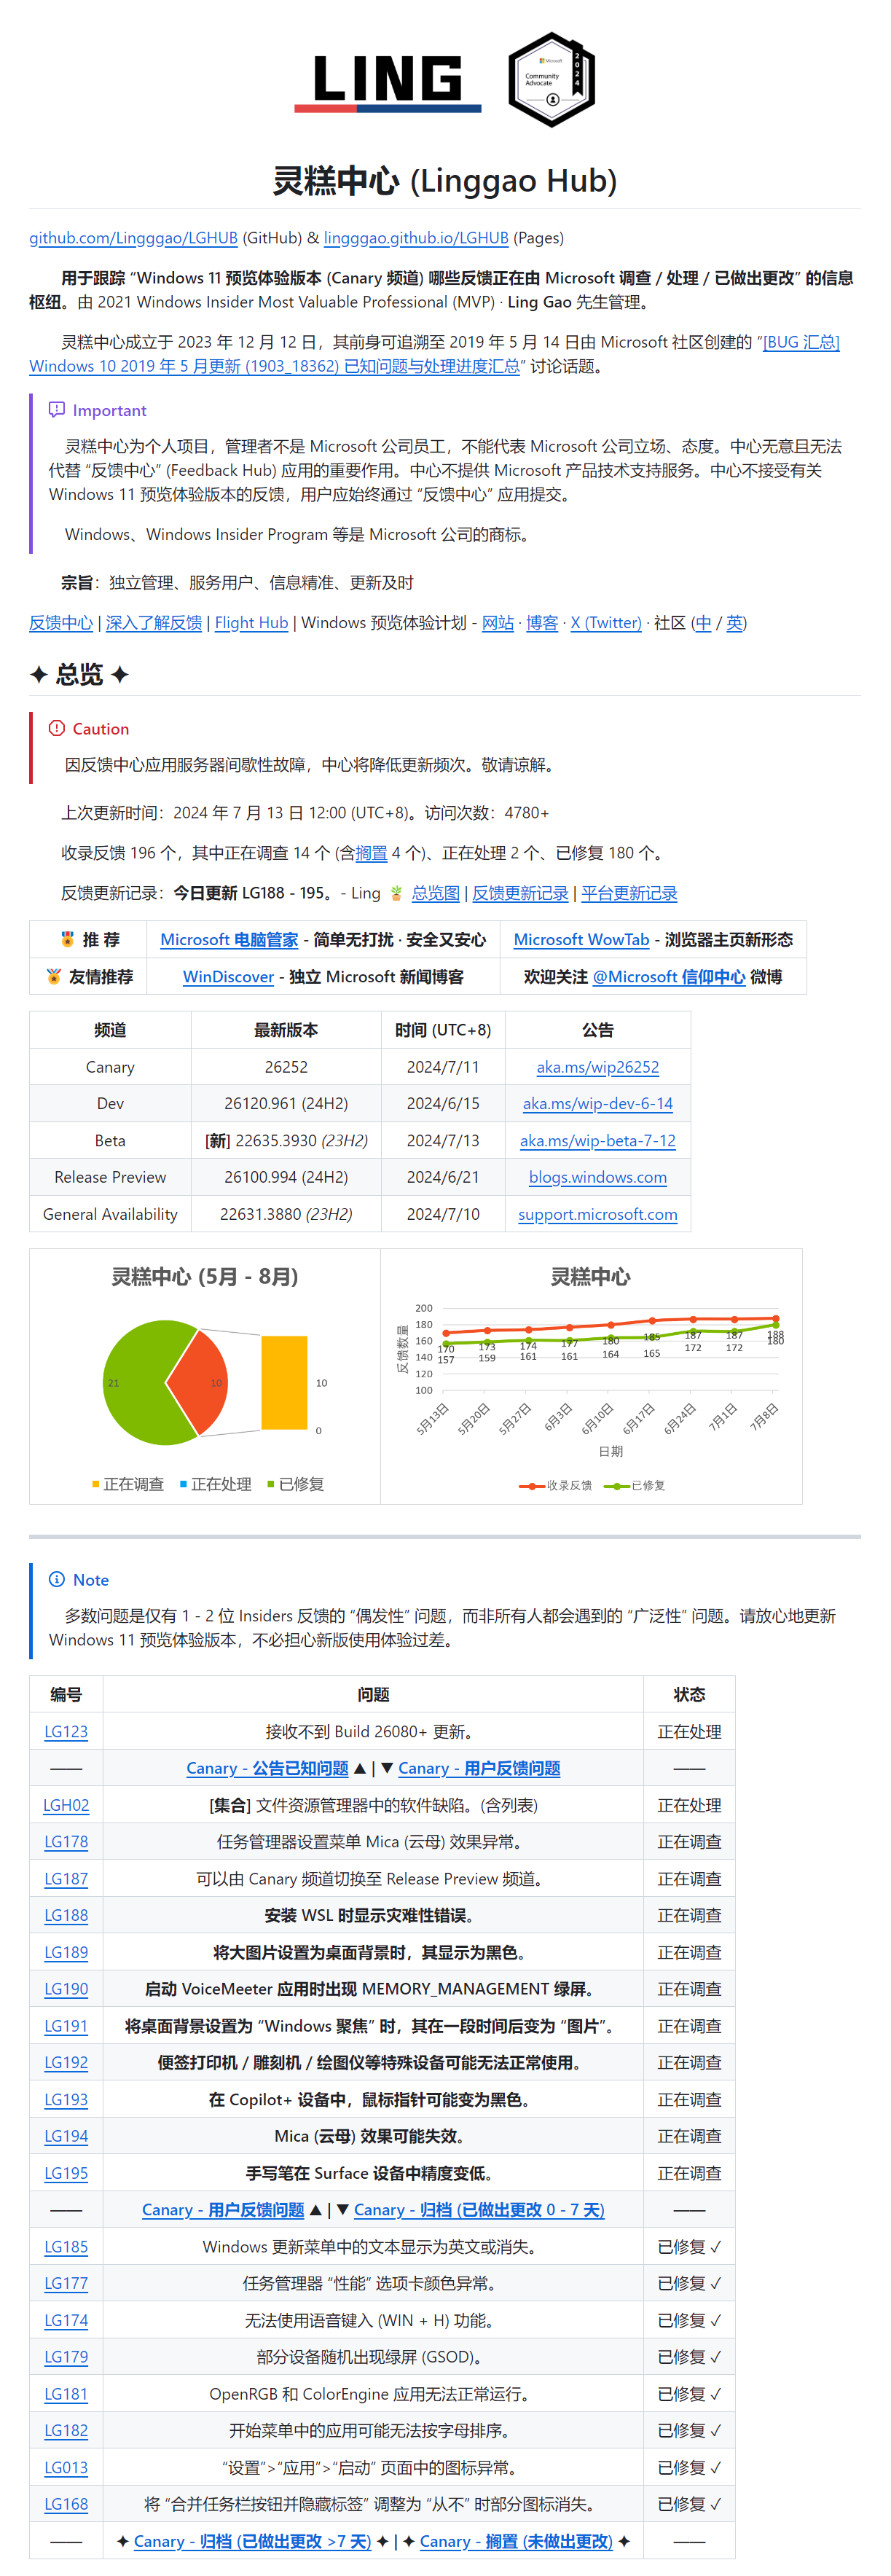 LING
Microsoft
Community
Advocate
2024
灵糕中心 (Linggao Hub)
github.com/Lingggao/LGHUB (GitHub) & lingggao.github.io/LGHUB (Pages)
用于跟踪 “Windows 11 预览体验版本 (Canary 频道) 哪些反馈正在由 Microsoft 调查 / 处理 / 已做出更改” 的信息
枢纽。由 2021 Windows Insider Most Valuable Professional (MVP) · Ling Gao 先生管理。
灵糕中心成立于 2023 年 12 月 12 日，其前身可追溯至 2019 年 5 月 14 日由 Microsoft 社区创建的 “[BUG 汇总]
Windows 10 2019 年 5 月更新 (1903_18362) 已知问题与处理进度汇总” 讨论话题。
Important
灵糕中心为个人项目，管理者不是 Microsoft 公司员工，不能代表 Microsoft 公司立场、态度。中心无意且无法
代替 “反馈中心” (Feedback Hub) 应用的重要作用。中心不提供 Microsoft 产品技术支持服务。中心不接受有关
Windows 11 预览体验版本的反馈，用户应始终通过 “反馈中心” 应用提交。
Windows、Windows Insider Program 等是 Microsoft 公司的商标。
宗旨：独立管理、服务用户、信息精准、更新及时
反馈中心 | 深入了解反馈 | Flight Hub | Windows 预览体验计划 - 网站 · 博客 · X (Twitter) · 社区 (中 / 英)
✦ 总览 ✦
Caution
因反馈中心应用服务器间歇性故障，中心将降低更新频次。敬请谅解。
上次更新时间：2024 年 7 月 13 日 12:00 (UTC+8)。访问次数：4780+
收录反馈 196 个，其中正在调查 14 个 (含搁置 4 个)、正在处理 2 个、已修复 180 个。
反馈更新记录：今日更新 LG188 - 195。- Ling 🪴 总览图 | 反馈更新记录 | 平台更新记录
🏅 推 荐 Microsoft 电脑管家 - 简单无打扰 · 安全又安心 Microsoft WowTab - 浏览器主页新形态
🏅 友情推荐 WinDiscover - 独立 Microsoft 新闻博客 欢迎关注 @Microsoft 信仰中心 微博
频道 最新版本 时间 (UTC+8) 公告
Canary 26252 2024/7/11 aka.ms/wip26252
Dev 26120.961 (24H2) 2024/6/15 aka.ms/wip-dev-6-14
Beta [新] 22635.3930 (23H2) 2024/7/13 aka.ms/wip-beta-7-12
Release Preview 26100.994 (24H2) 2024/6/21 blogs.windows.com
General Availability 22631.3880 (23H2) 2024/7/10 support.microsoft.com
灵糕中心 (5月 - 8月)
21 10 10
0
正在调查 正在处理 已修复
灵糕中心
反馈数量
200
180
160
140
120
100
170 173 174 177 180 185 187 187 188
157 159 161 161 164 165 172 172 180
5月13日 5月20日 5月27日 6月3日 6月10日 6月17日 6月24日 7月1日 7月8日
日期
收录反馈 已修复
Note
多数问题是仅有 1 - 2 位 Insiders 反馈的 “偶发性” 问题，而非所有人都会遇到的 “广泛性” 问题。请放心地更新
Windows 11 预览体验版本，不必担心新版使用体验过差。
编号 问题 状态
LG123 接收不到 Build 26080+ 更新。 正在处理
—— Canary - 公告已知问题 ▲ | ▼ Canary - 用户反馈问题 ——
LGH02 [集合] 文件资源管理器中的软件缺陷。(含列表) 正在处理
LG178 任务管理器设置菜单 Mica (云母) 效果异常。 正在调查
LG187 可以由 Canary 频道切换至 Release Preview 频道。 正在调查
LG188 安装 WSL 时显示灾难性错误。 正在调查
LG189 将大图片设置为桌面背景时，其显示为黑色。 正在调查
LG190 启动 VoiceMeeter 应用时出现 MEMORY_MANAGEMENT 绿屏。 正在调查
LG191 将桌面背景设置为 “Windows 聚焦” 时，其在一段时间后变为 “图片”。 正在调查
LG192 便签打印机 / 雕刻机 / 绘图仪等特殊设备可能无法正常使用。 正在调查
LG193 在 Copilot+ 设备中，鼠标指针可能变为黑色。 正在调查
LG194 Mica (云母) 效果可能失效。 正在调查
LG195 手写笔在 Surface 设备中精度变低。 正在调查
—— Canary - 用户反馈问题 ▲ | ▼ Canary - 归档 (已做出更改 0 - 7 天) ——
LG185 Windows 更新菜单中的文本显示为英文或消失。 已修复 ✓
LG177 任务管理器 “性能” 选项卡颜色异常。 已修复 ✓
LG174 无法使用语音键入 (WIN + H) 功能。 已修复 ✓
LG179 部分设备随机出现绿屏 (GSOD)。 已修复 ✓
LG181 OpenRGB 和 ColorEngine 应用无法正常运行。 已修复 ✓
LG182 开始菜单中的应用可能无法按字母排序。 已修复 ✓
LG013 “设置”>“应用”>“启动” 页面中的图标异常。 已修复 ✓
LG168 将 “合并任务栏按钮并隐藏标签” 调整为 “从不” 时部分图标消失。 已修复 ✓
—— ✦ Canary - 归档 (已做出更改 >7 天) ✦ | ✦ Canary - 搁置 (未做出更改) ✦ ——